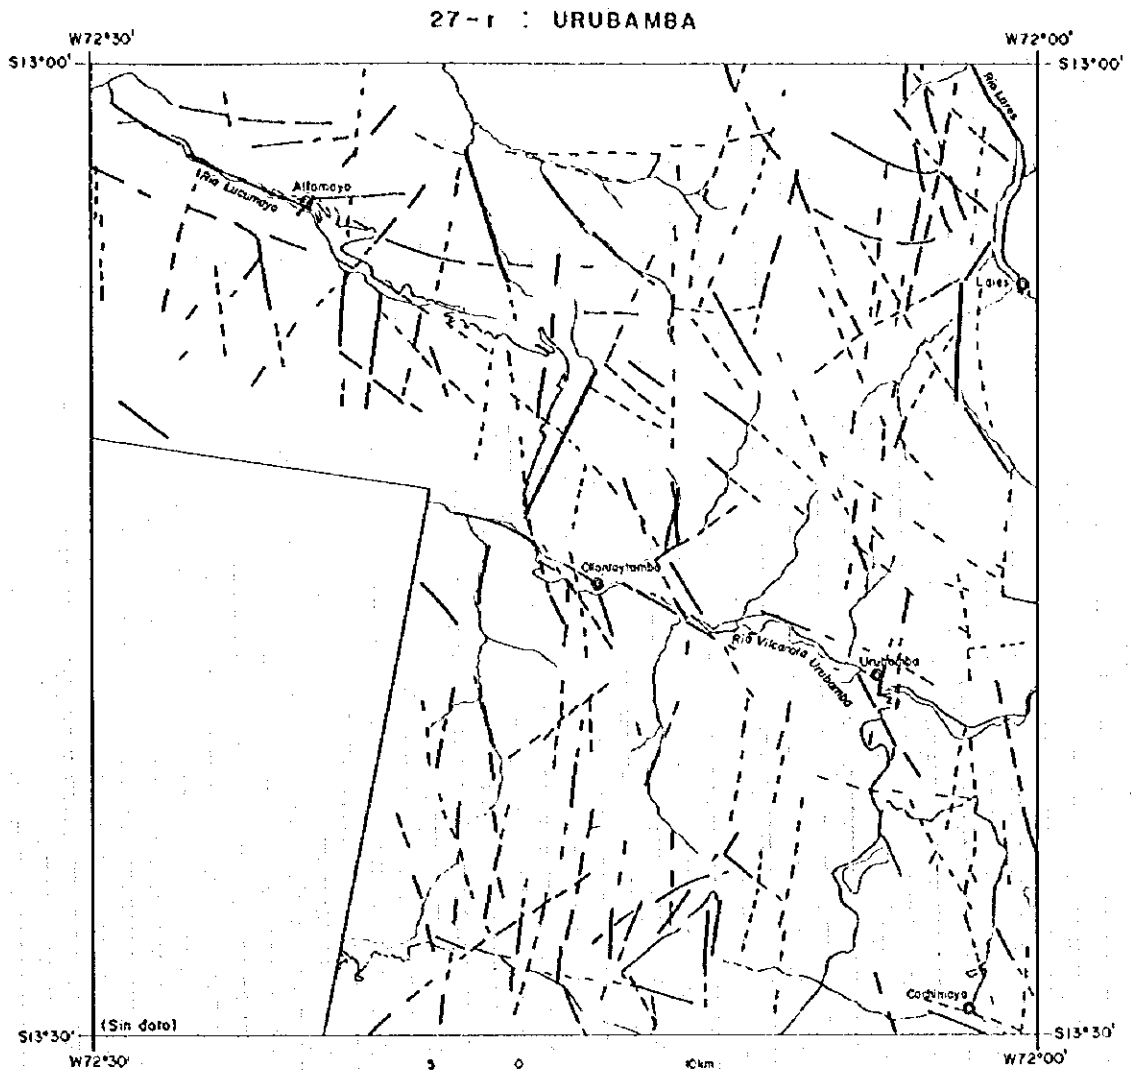 27-r : URUBAMBA
W72°30'
W72°00'
S13°00'
S13°00'
Río Lares
Río Lucumayo
Alfamayo
Lares
Ollantaytambo
Río Vilcanota Urubamba
Urubamba
Cachimayo
(Sin dato)
S13°30'
S13°30'
W72°30'
W72°00'
5 0 10km